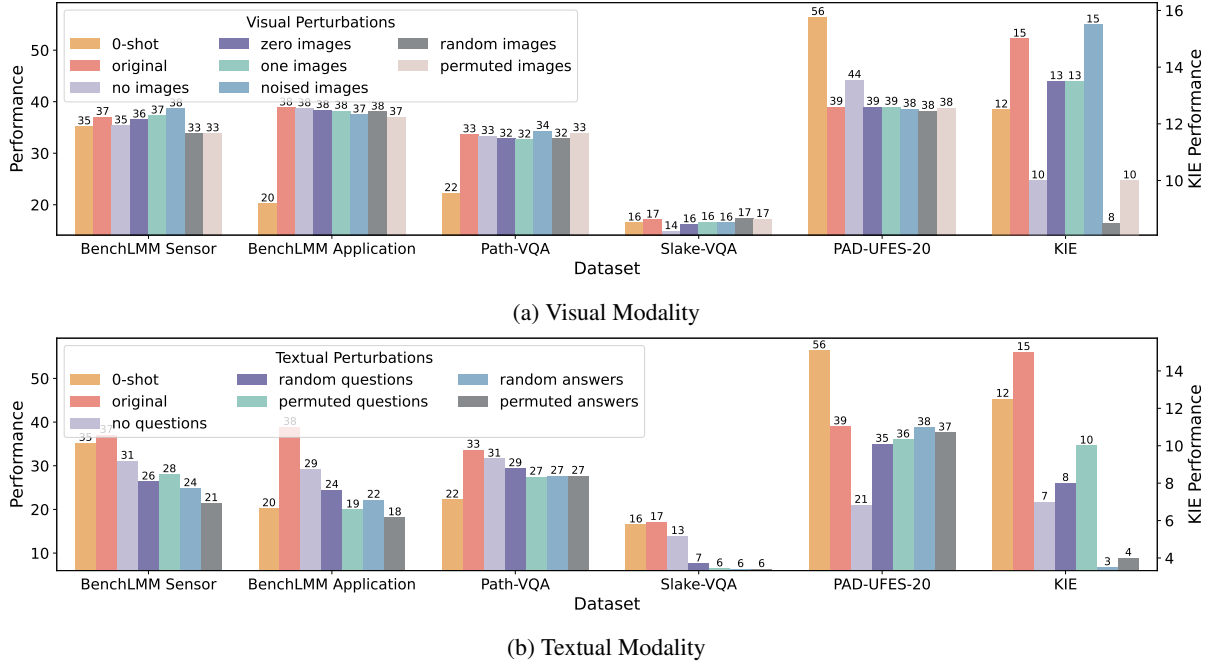 Visual Perturbations
0-shot
original
no images
zero images
one images
noised images
random images
permuted images
Performance
50
40
30
20
KIE Performance
16
14
12
10
35 37 35 36 37 38 33 33
20 38 38 38 38 37 38 37
22 33 33 32 32 34 32 33
16 17 14 16 16 16 17 17
56 39 44 39 39 38 38 38
12 15 10 13 13 15 8 10
BenchLMM Sensor
BenchLMM Application
Path-VQA
Slake-VQA
PAD-UFES-20
KIE
Dataset
(a) Visual Modality
Textual Perturbations
0-shot
original
no questions
random questions
permuted questions
random answers
permuted answers
Performance
50
40
30
20
10
KIE Performance
14
12
10
8
6
4
35 37 31 26 28 24 21
20 38 29 24 19 22 18
22 33 31 29 27 27 27
16 17 13 7 6 6 6
56 39 21 35 36 38 37
12 15 7 8 10 3 4
BenchLMM Sensor
BenchLMM Application
Path-VQA
Slake-VQA
PAD-UFES-20
KIE
Dataset
(b) Textual Modality